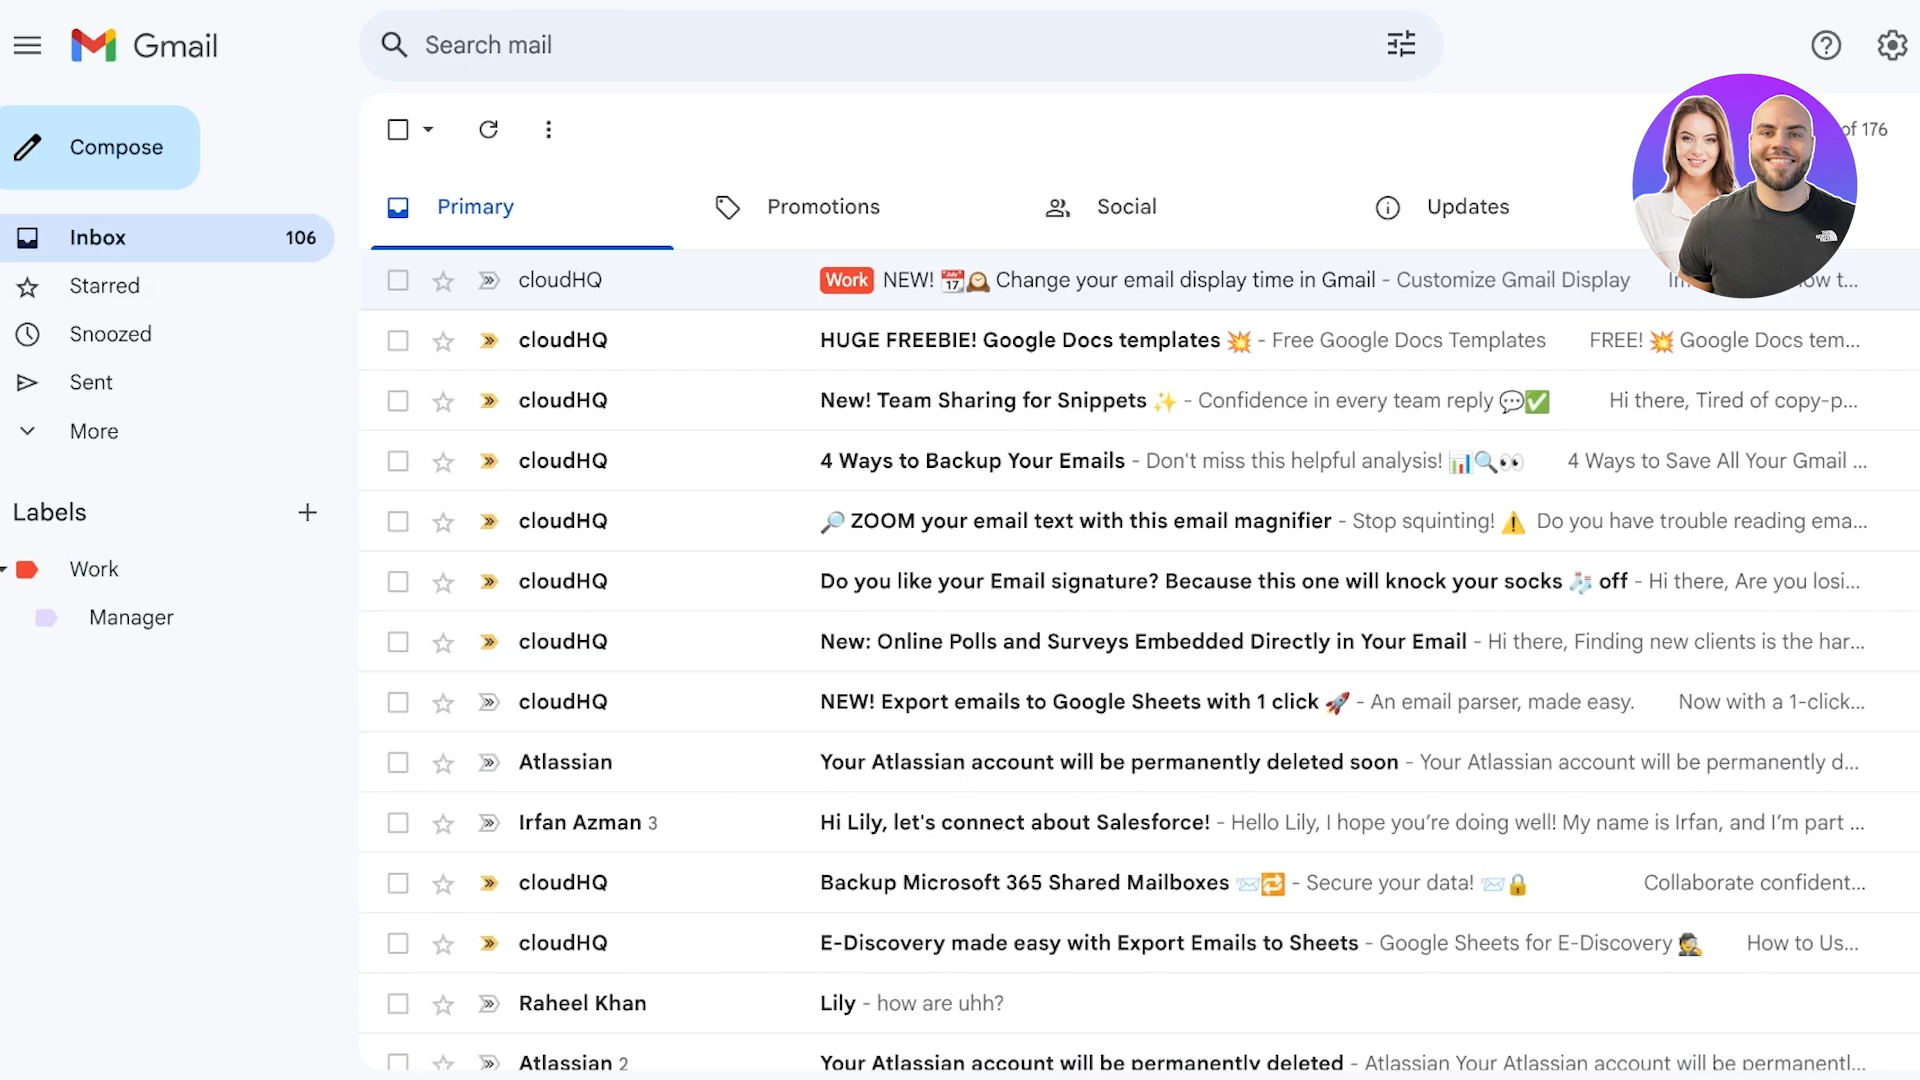 Gmail
Search mail
Compose
of 176
Primary
Promotions
Social
Updates
Inbox 106
Starred
Snoozed
Sent
More
Labels
Work
Manager
cloudHQ Work NEW! 📆🕰️ Change your email display time in Gmail - Customize Gmail Display
cloudHQ HUGE FREEBIE! Google Docs templates 💥 - Free Google Docs Templates FREE! 💥 Google Docs tem...
cloudHQ New! Team Sharing for Snippets ✨ - Confidence in every team reply 💬✅ Hi there, Tired of copy-p...
cloudHQ 4 Ways to Backup Your Emails - Don't miss this helpful analysis! 📊🔍👀 4 Ways to Save All Your Gmail ...
cloudHQ 🔎 ZOOM your email text with this email magnifier - Stop squinting! ⚠️ Do you have trouble reading ema...
cloudHQ Do you like your Email signature? Because this one will knock your socks 🧦 off - Hi there, Are you losi...
cloudHQ New: Online Polls and Surveys Embedded Directly in Your Email - Hi there, Finding new clients is the har...
cloudHQ NEW! Export emails to Google Sheets with 1 click 🚀 - An email parser, made easy. Now with a 1-click...
Atlassian Your Atlassian account will be permanently deleted soon - Your Atlassian account will be permanently d...
Irfan Azman 3 Hi Lily, let's connect about Salesforce! - Hello Lily, I hope you’re doing well! My name is Irfan, and I’m part ...
cloudHQ Backup Microsoft 365 Shared Mailboxes 📨🔁 - Secure your data! 📨🔒 Collaborate confident...
cloudHQ E-Discovery made easy with Export Emails to Sheets - Google Sheets for E-Discovery 🕵️ How to Us...
Raheel Khan Lily - how are uhh?
Atlassian 2 Your Atlassian account will be permanently deleted - Atlassian Your Atlassian account will be permanentl...